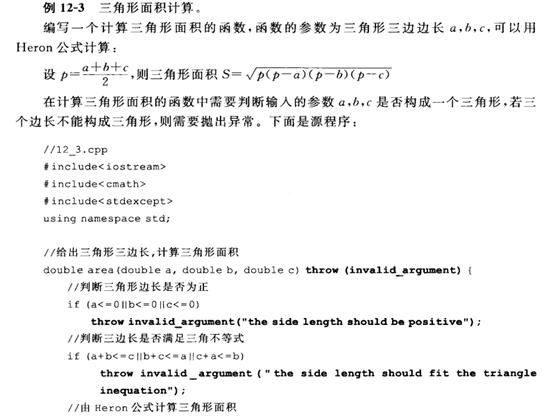 例 12-3 三角形面积计算。
编写一个计算三角形面积的函数,函数的参数为三角形三边边长 a,b,c,可以用
Heron 公式计算:
设 p=(a+b+c)/2,则三角形面积 S=√p(p-a)(p-b)(p-c)
在计算三角形面积的函数中需要判断输入的参数 a,b,c 是否构成一个三角形,若三
个边长不能构成三角形,则需要抛出异常。下面是源程序:
//12_3.cpp
#include<iostream>
#include<cmath>
#include<stdexcept>
using namespace std;
//给出三角形三边长,计算三角形面积
double area(double a, double b, double c) throw (invalid_argument) {
//判断三角形边长是否为正
if (a<=0||b<=0||c<=0)
throw invalid_argument("the side length should be positive");
//判断三边长是否满足三角不等式
if (a+b<=c||b+c<=a||c+a<=b)
throw invalid_argument("the side length should fit the triangle
inequation");
//由 Heron 公式计算三角形面积